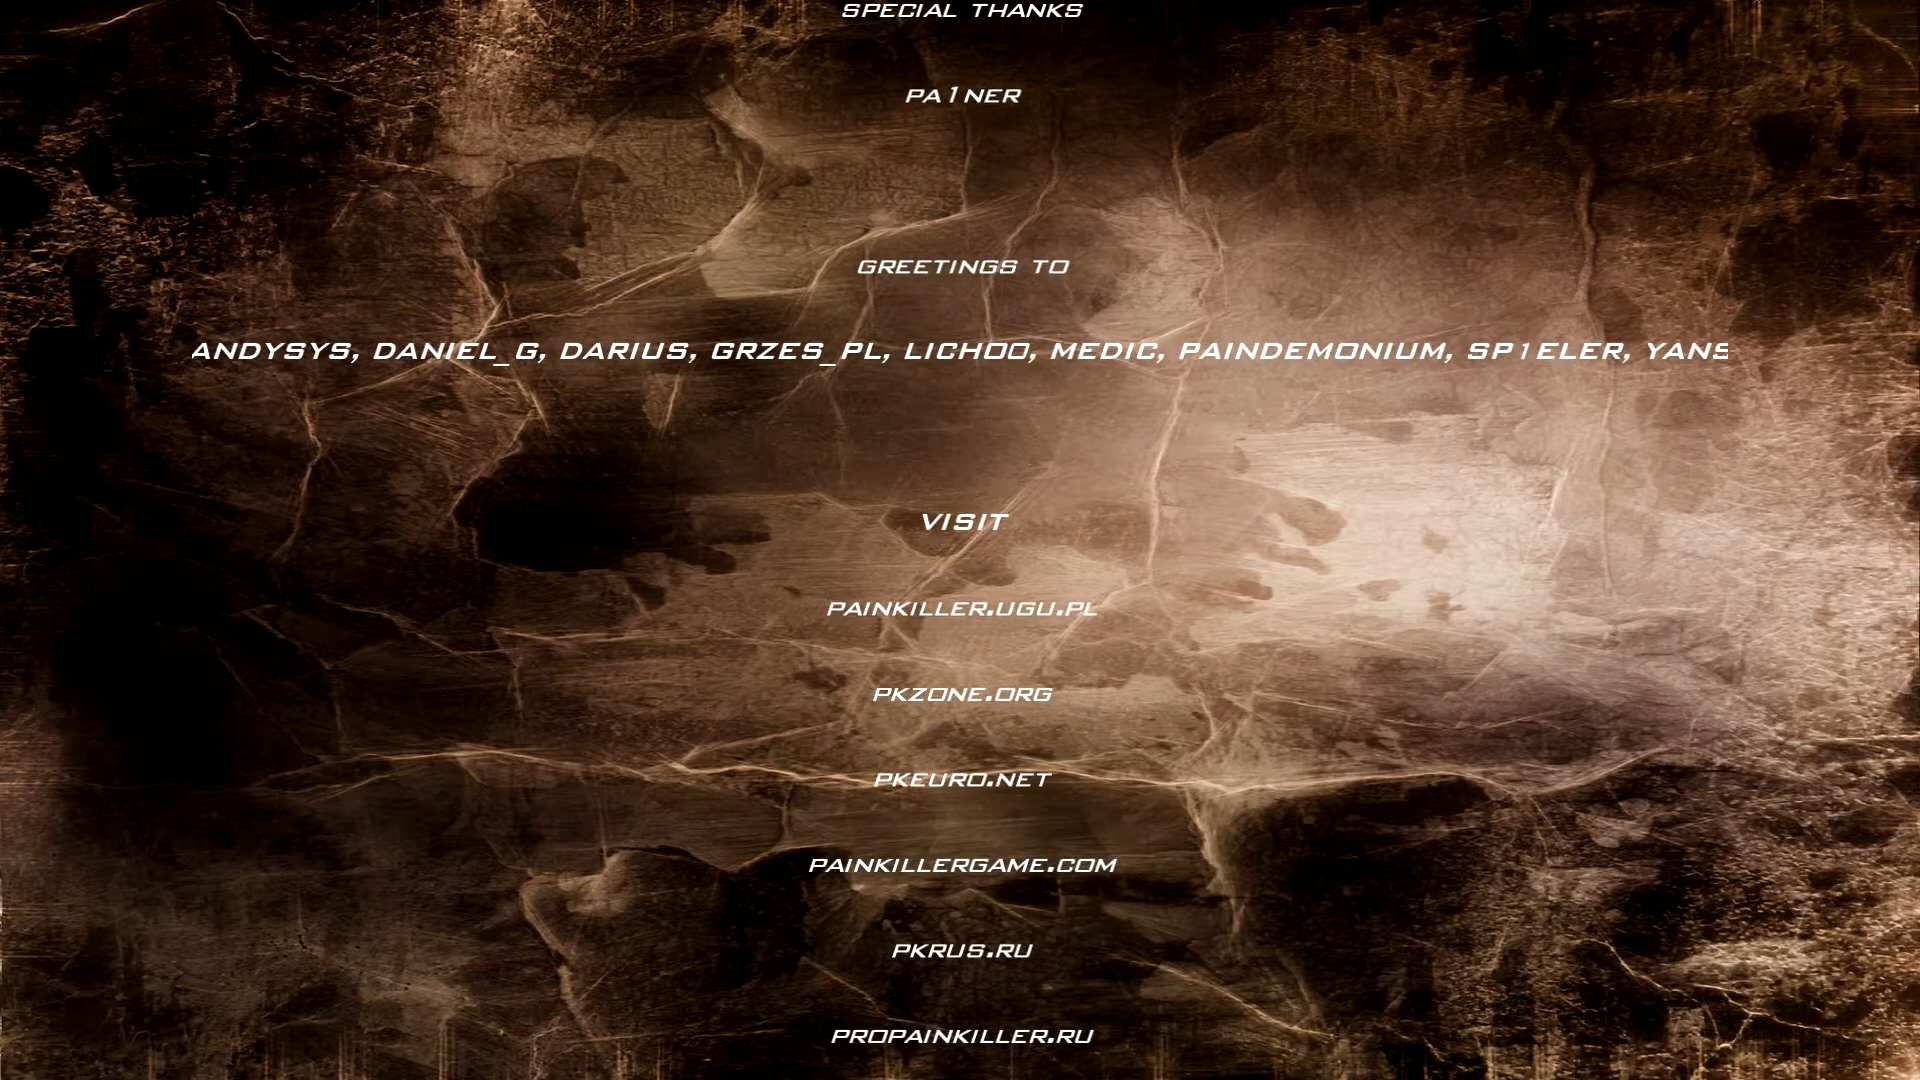 SPECIAL THANKS
PA1NER
GREETINGS TO
ANDYSYS, DANIEL_G, DARIUS, GRZES_PL, LICHOO, MEDIC, PAINDEMONIUM, SP1ELER, YANS
VISIT
PAINKILLER.UGU.PL
PKZONE.ORG
PKEURO.NET
PAINKILLERGAME.COM
PKRUS.RU
PROPAINKILLER.RU